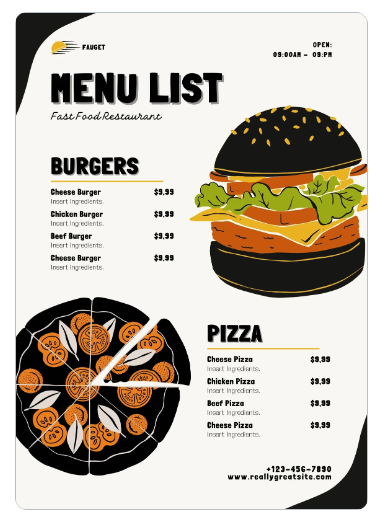 FAUGET
OPEN:
09:00AM - 09:PM
MENU LIST
Fast Food Restaurant
BURGERS
Cheese Burger $9,99
Insert Ingredients.
Chicken Burger $9,99
Insert Ingredients.
Beef Burger $9,99
Insert Ingredients.
Cheese Burger $9,99
Insert Ingredients.
PIZZA
Cheese Pizza $9,99
Insert Ingredients.
Chicken Pizza $9,99
Insert Ingredients.
Beef Pizza $9,99
Insert Ingredients.
Cheese Pizza $9,99
Insert Ingredients.
+123-456-7890
www.reallygreatsite.com